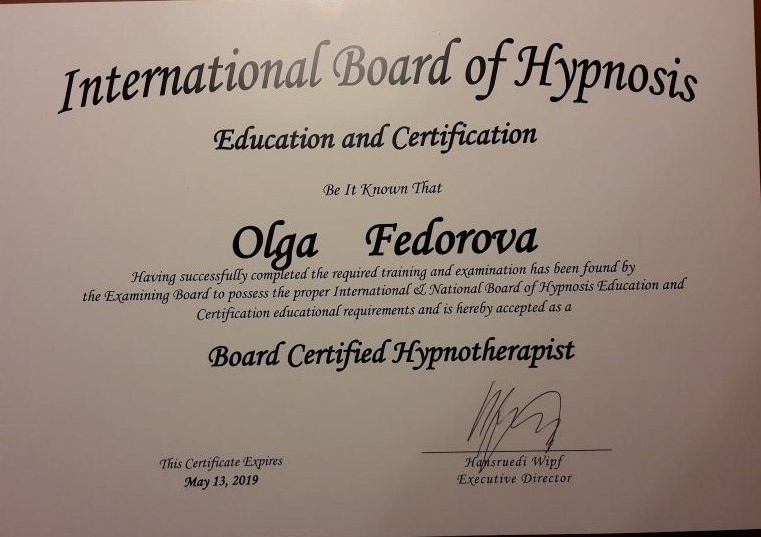 International Board of Hypnosis
Education and Certification
Be It Known That
Olga Fedorova
Having successfully completed the required training and examination has been found by
the Examining Board to possess the proper International & National Board of Hypnosis Education and
Certification educational requirements and is hereby accepted as a
Board Certified Hypnotherapist
This Certificate Expires
May 13, 2019
Hansruedi Wipf
Executive Director